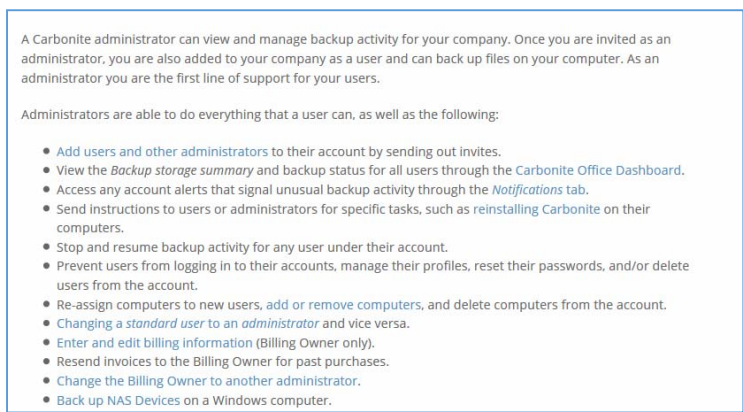 A Carbonite administrator can view and manage backup activity for your company. Once you are invited as an
administrator, you are also added to your company as a user and can back up files on your computer. As an
administrator you are the first line of support for your users.
Administrators are able to do everything that a user can, as well as the following:
• Add users and other administrators to their account by sending out invites.
• View the Backup storage summary and backup status for all users through the Carbonite Office Dashboard.
• Access any account alerts that signal unusual backup activity through the Notifications tab.
• Send instructions to users or administrators for specific tasks, such as reinstalling Carbonite on their
computers.
• Stop and resume backup activity for any user under their account.
• Prevent users from logging in to their accounts, manage their profiles, reset their passwords, and/or delete
users from the account.
• Re-assign computers to new users, add or remove computers, and delete computers from the account.
• Changing a standard user to an administrator and vice versa.
• Enter and edit billing information (Billing Owner only).
• Resend invoices to the Billing Owner for past purchases.
• Change the Billing Owner to another administrator.
• Back up NAS Devices on a Windows computer.